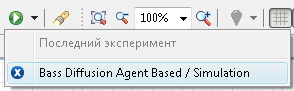 100%
Последний эксперимент
Bass Diffusion Agent Based / Simulation